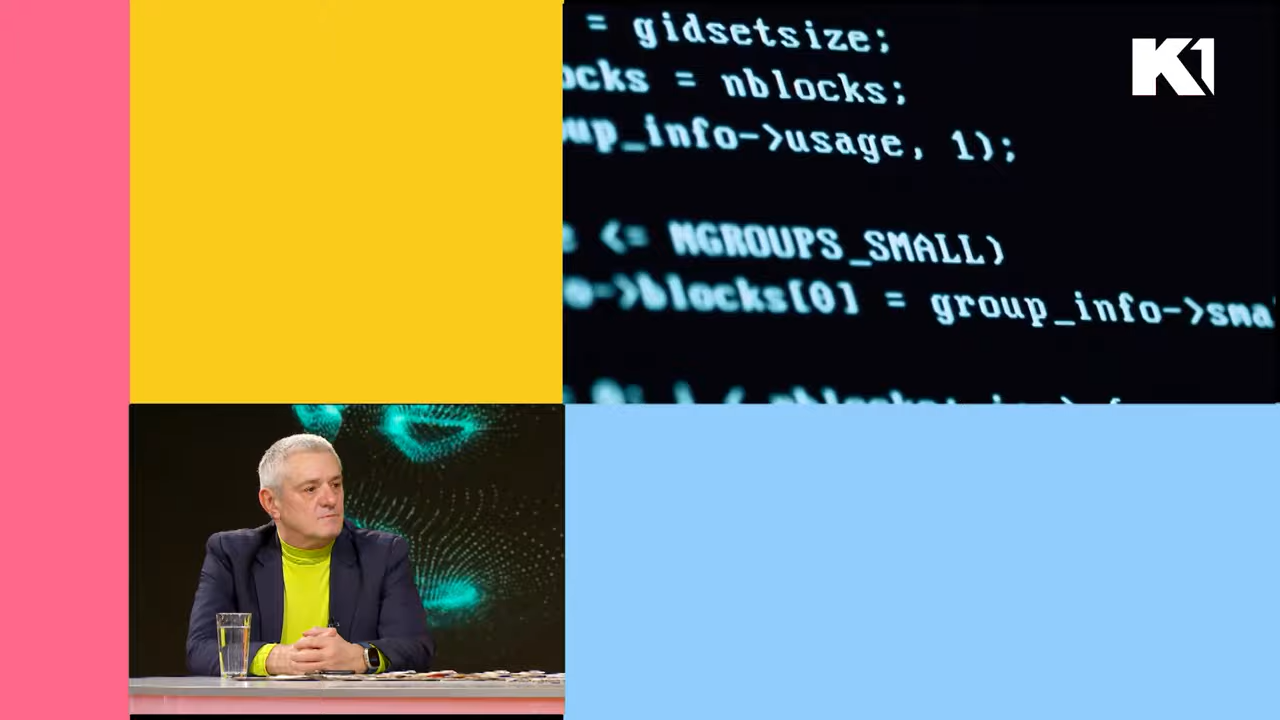 = gidsetsize;
ocks = nblocks;
up_info->usage, 1);
<= NGROUPS_SMALL)
o->blocks[0] = group_info->sma
K1